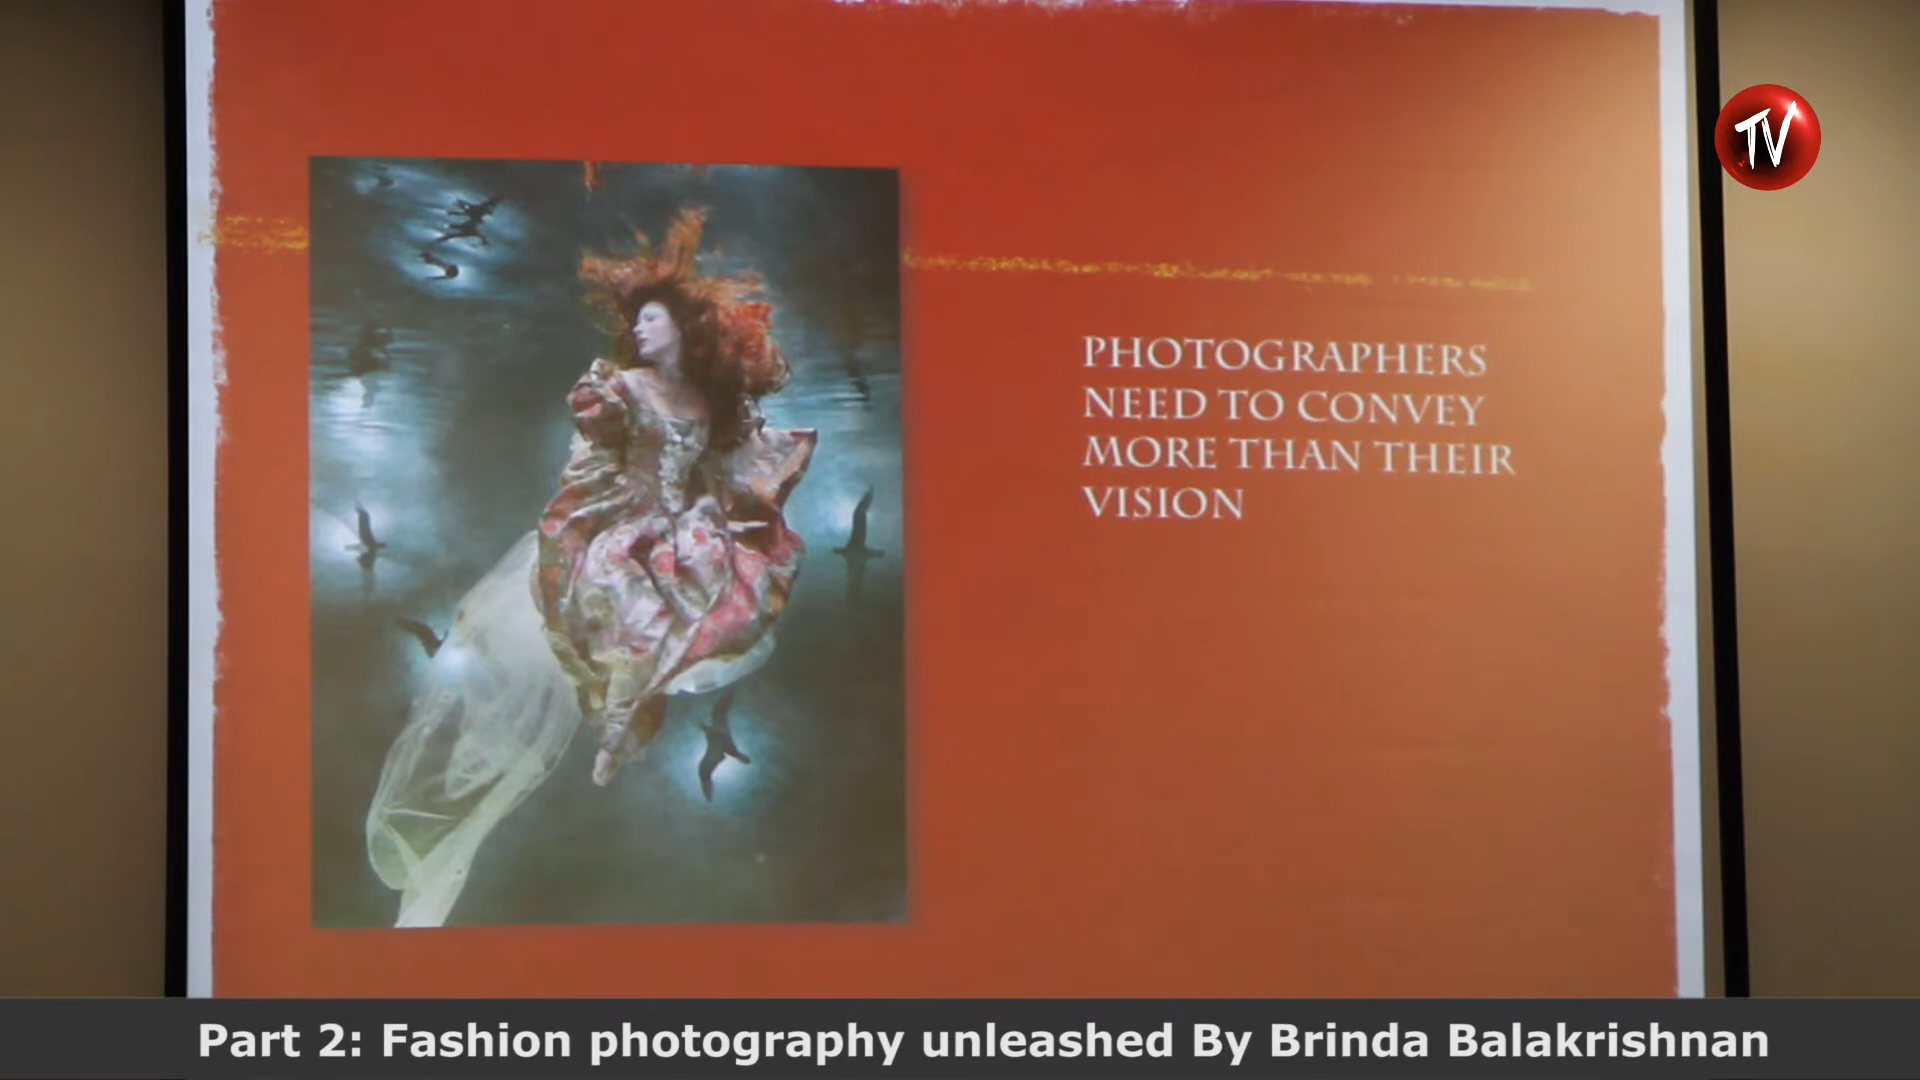 TV
PHOTOGRAPHERS
NEED TO CONVEY
MORE THAN THEIR
VISION
Part 2: Fashion photography unleashed By Brinda Balakrishnan